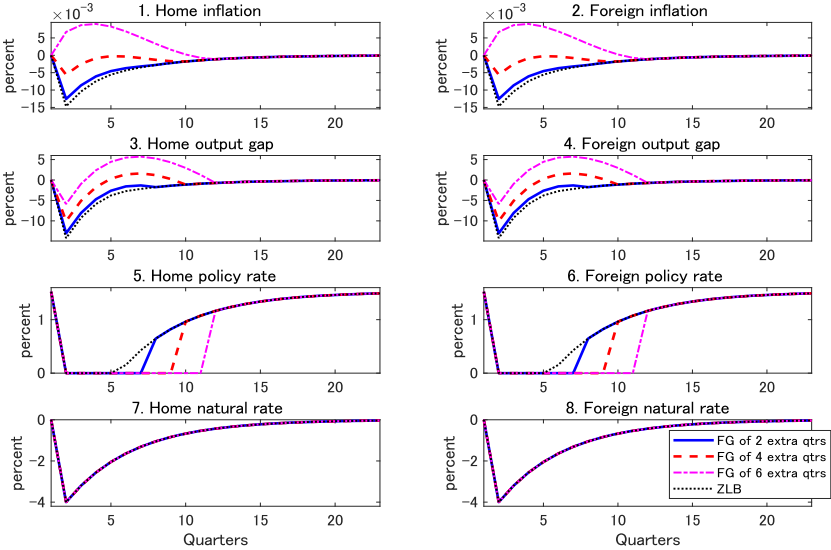 ×10⁻³ 1. Home inflation
percent
5
0
−5
−10
−15
5 10 15 20
×10⁻³ 2. Foreign inflation
percent
5
0
−5
−10
−15
5 10 15 20
3. Home output gap
percent
5
0
−5
−10
5 10 15 20
4. Foreign output gap
percent
5
0
−5
−10
5 10 15 20
5. Home policy rate
percent
1
0
5 10 15 20
6. Foreign policy rate
percent
1
0
5 10 15 20
7. Home natural rate
percent
0
−2
−4
5 10 15 20
Quarters
8. Foreign natural rate
percent
0
−2
−4
5 10 15 20
Quarters
FG of 2 extra qtrs
FG of 4 extra qtrs
FG of 6 extra qtrs
ZLB